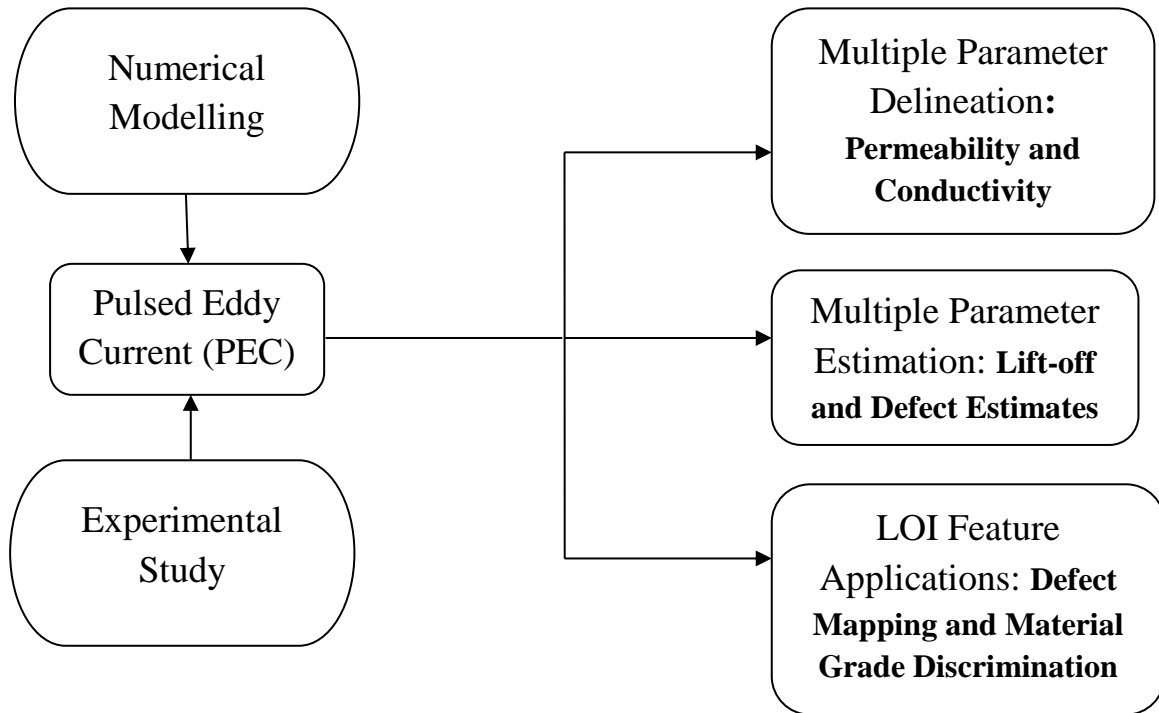 Numerical
Modelling
Pulsed Eddy
Current (PEC)
Experimental
Study
Multiple Parameter
Delineation:
Permeability and
Conductivity
Multiple Parameter
Estimation: Lift-off
and Defect Estimates
LOI Feature
Applications: Defect
Mapping and Material
Grade Discrimination